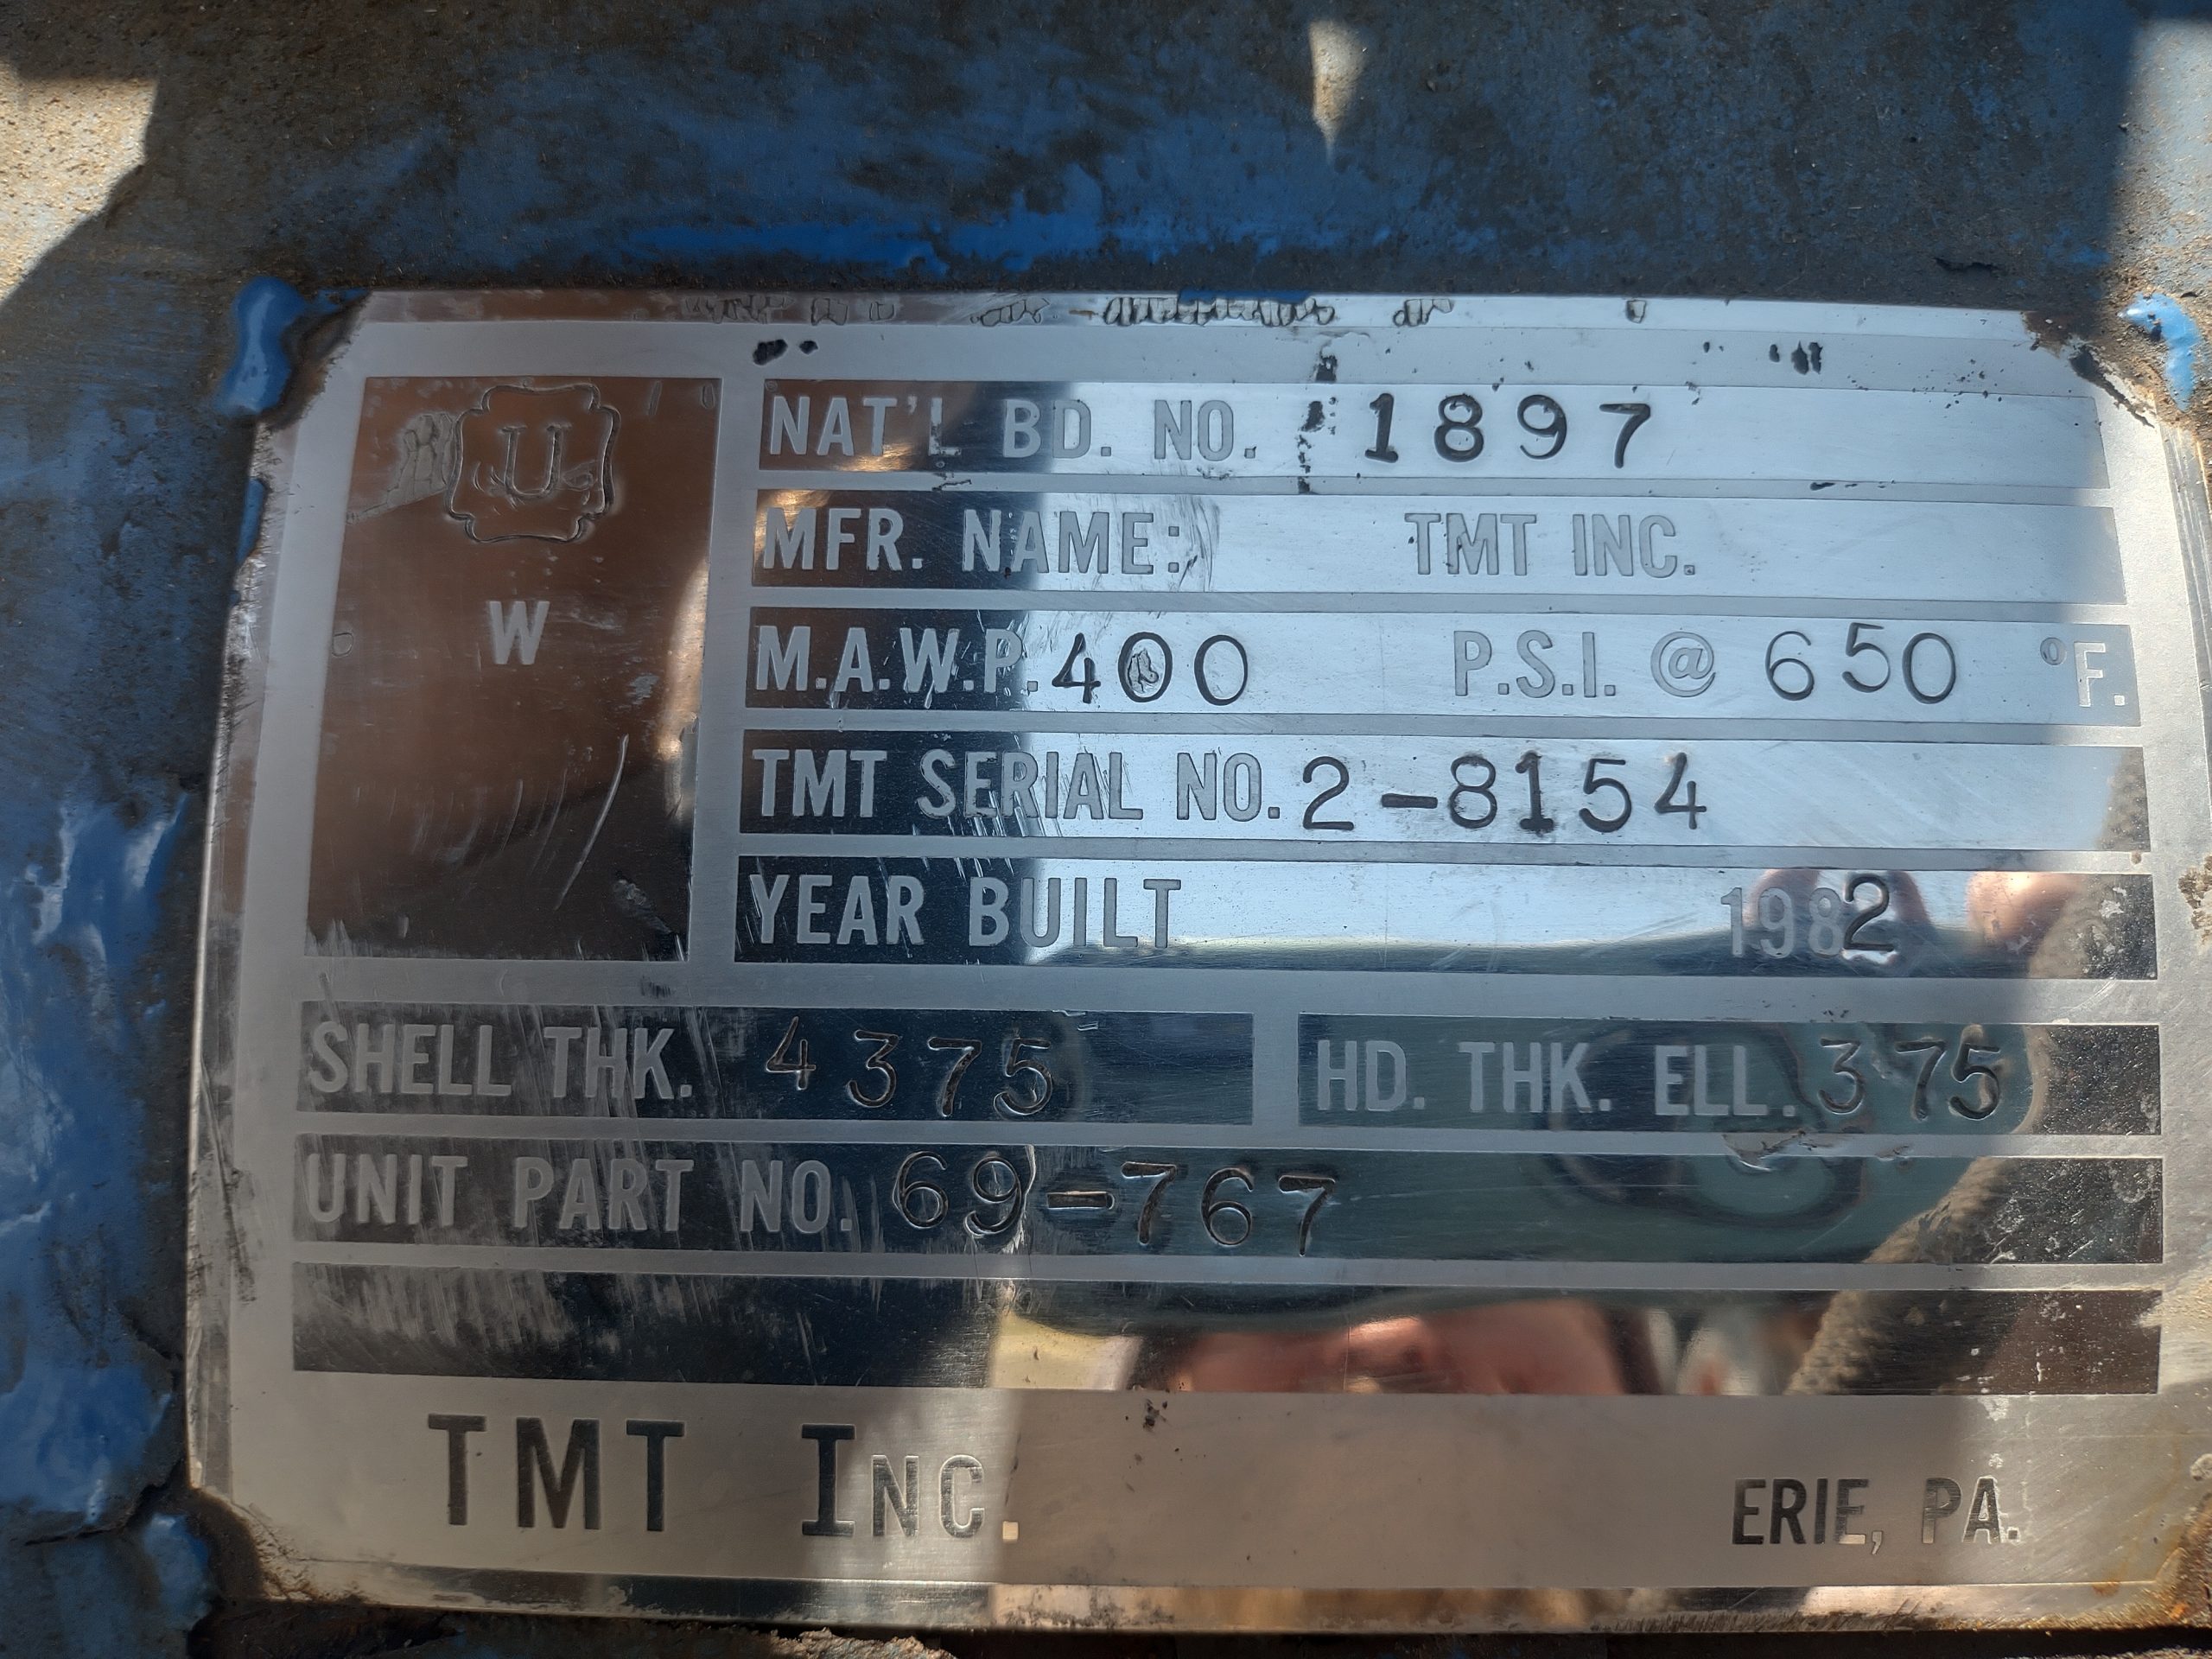 U
W
NAT'L BD. NO. 1897
MFR. NAME: TMT INC.
M.A.W.P. 400 P.S.I. @ 650 °F.
TMT SERIAL NO. 2-8154
YEAR BUILT 1982
SHELL THK. 4375 HD. THK. ELL. 375
UNIT PART NO. 69-767
TMT INC. ERIE, PA.